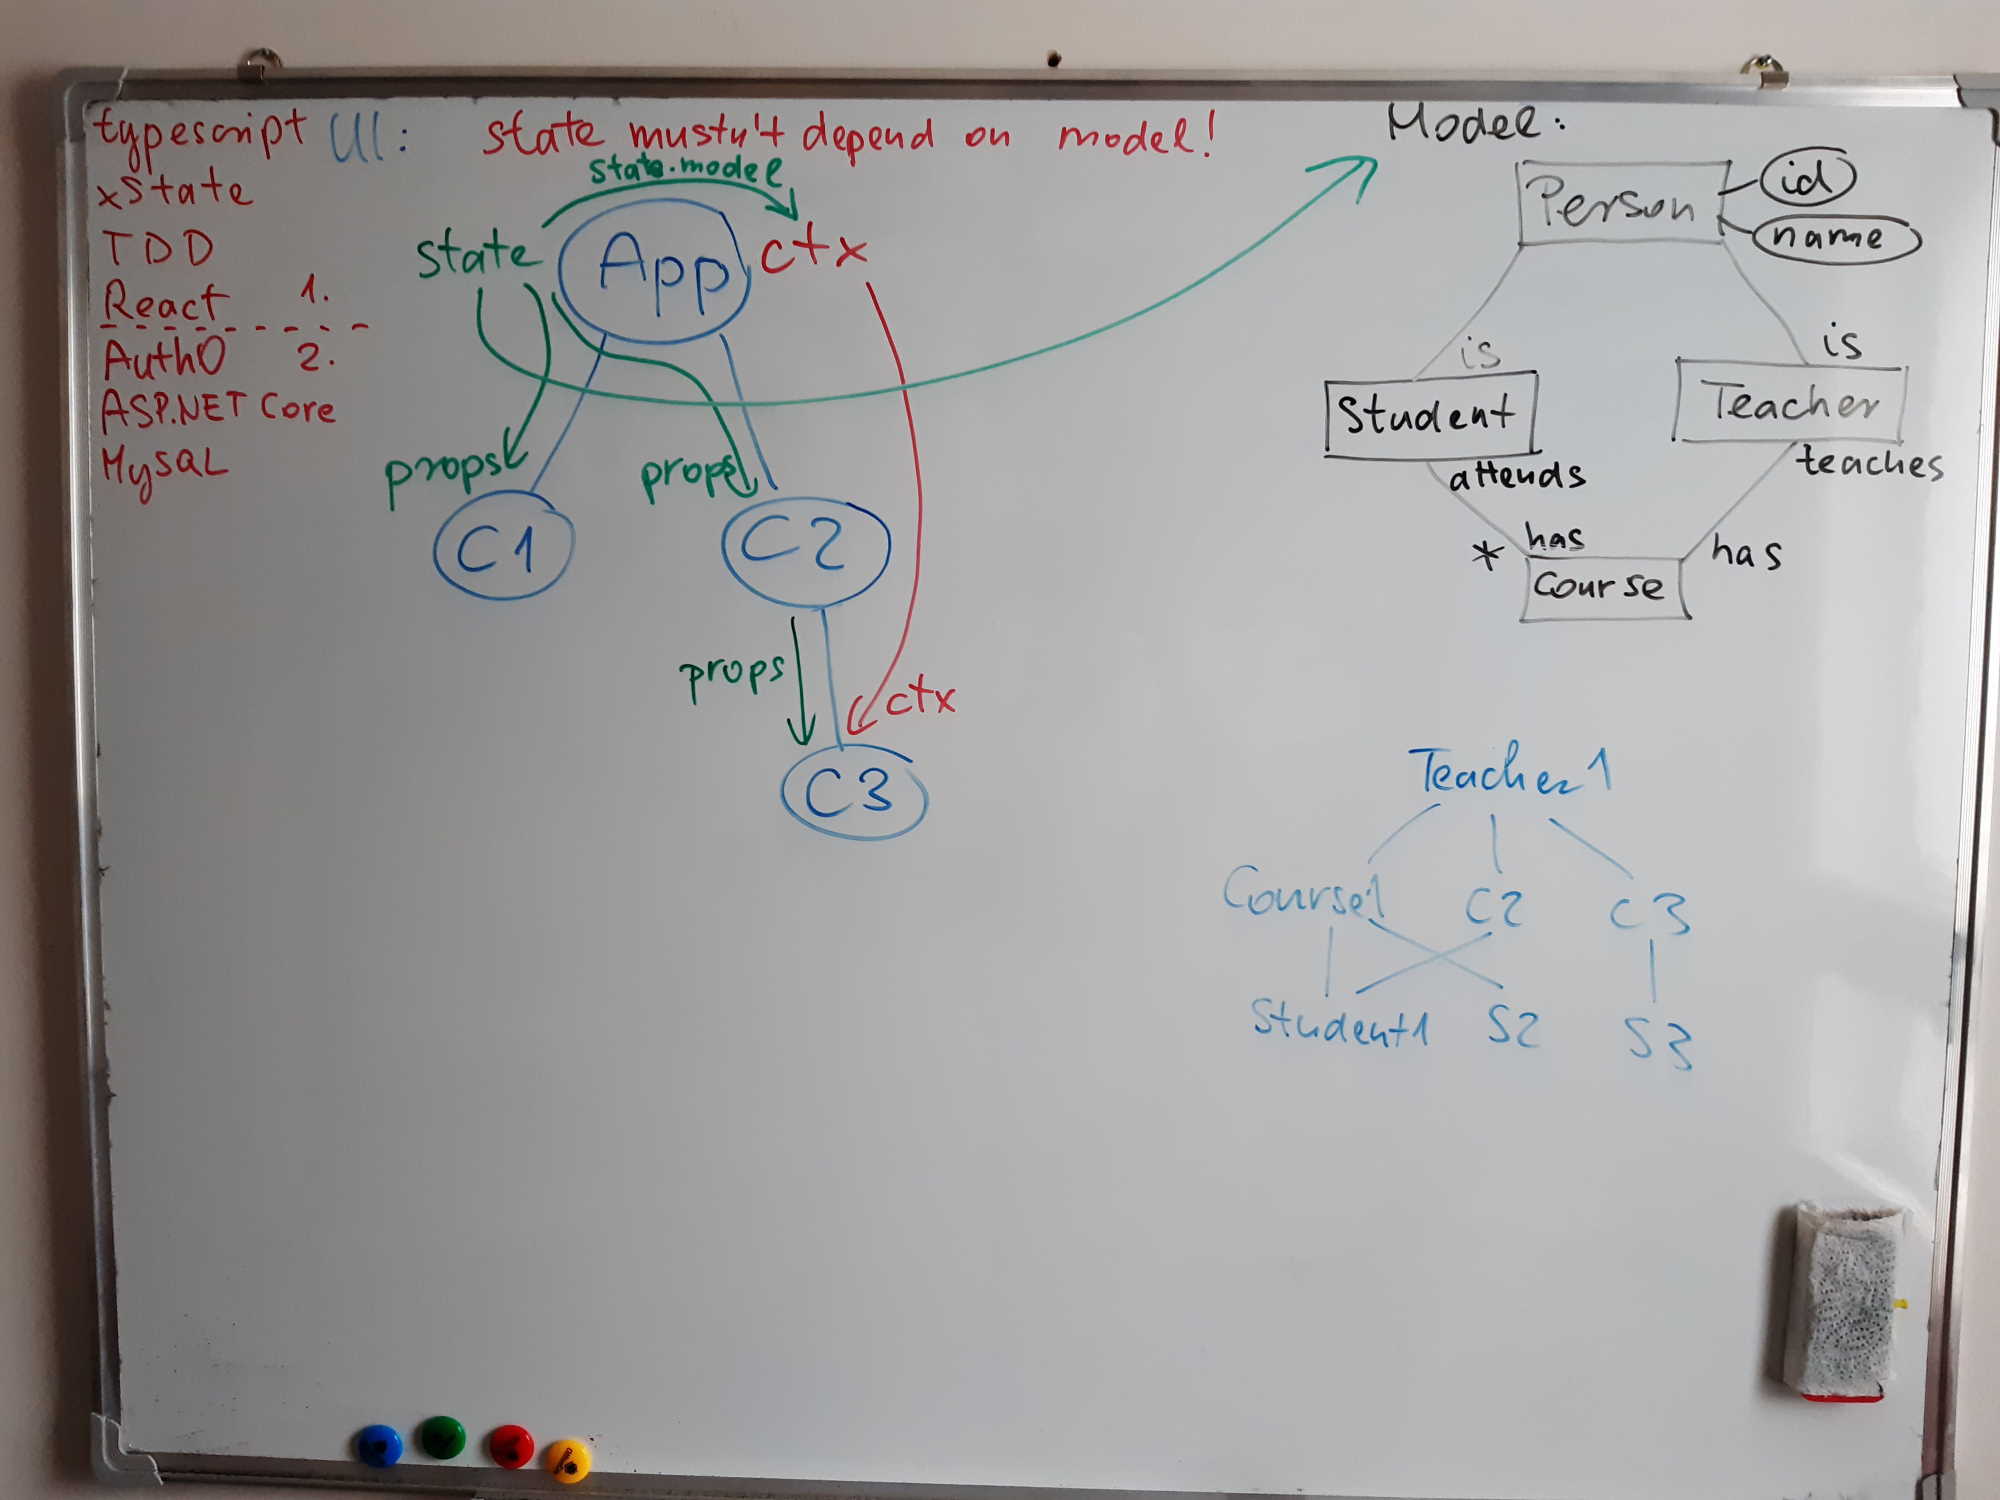 typescript
xState
TDD
React 1.
Auth0 2.
ASP.NET Core
MySQL
UI: state mustn't depend on model!
state.model
state App ctx
props props
C1 C2
props ctx
C3
Model:
Person id
name
is is
Student Teacher
attends teaches
* has has
Course
Teacher1
Course1 C2 C3
Student1 S2 S3